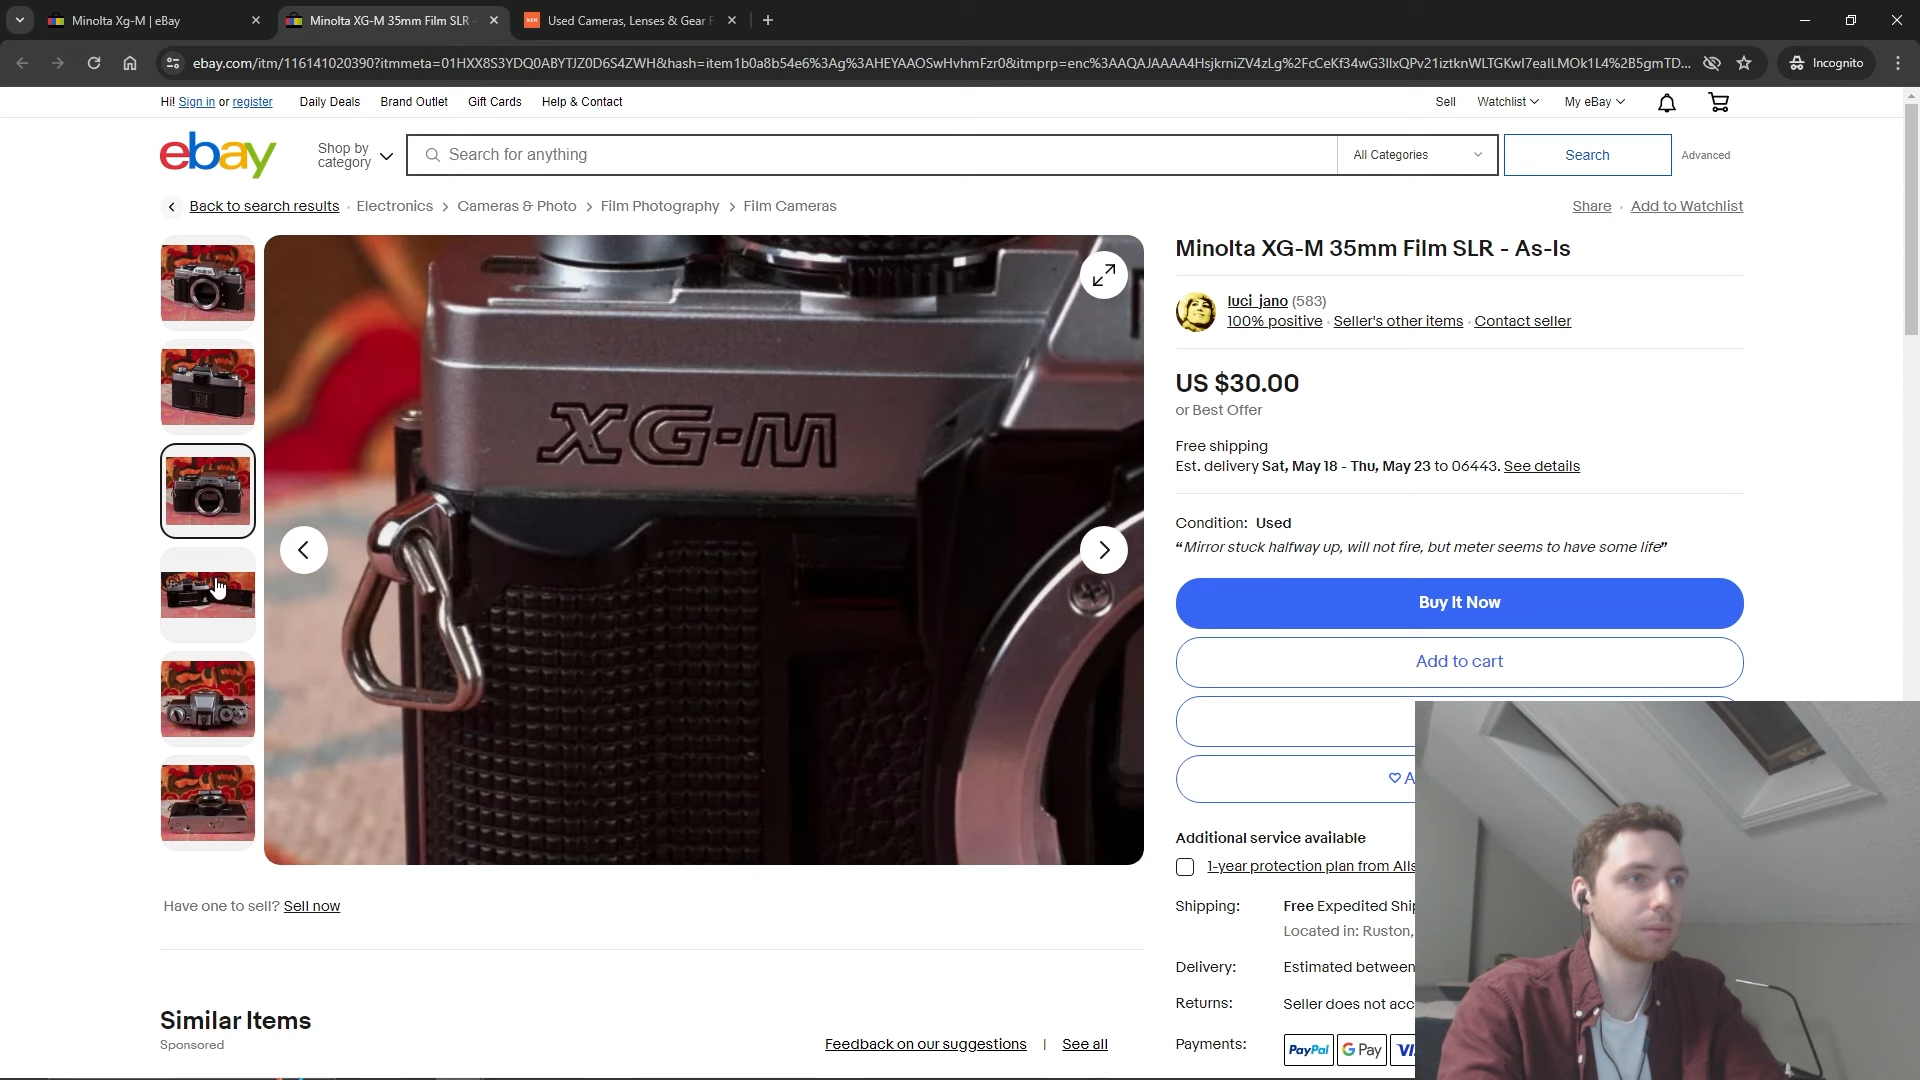 Minolta Xg-M | eBay
Minolta XG-M 35mm Film SLR
Used Cameras, Lenses & Gear F
ebay.com/itm/116141020390?itmmeta=01HXX8S3YDQ0ABYTJZ0D6S4ZWH&hash=item1b0a8b54e6%3Ag%3AHEYAAOSwHvhmFzr0&itmprp=enc%3AAQAJAAAA4HsjkrniZV4zLg%2FcCeKf34wG3IIxQPv21iztknWLTGKwI7eaILMOk1L4%2B5gmTD...
Incognito
Hi! Sign in or register
Daily Deals
Brand Outlet
Gift Cards
Help & Contact
Sell
Watchlist
My eBay
ebay
Shop by
category
Search for anything
All Categories
Search
Advanced
Back to search results
Electronics > Cameras & Photo > Film Photography > Film Cameras
Share
Add to Watchlist
XG-M
Minolta XG-M 35mm Film SLR - As-Is
luci_jano (583)
100% positive
Seller's other items
Contact seller
US $30.00
or Best Offer
Free shipping
Est. delivery Sat, May 18 - Thu, May 23 to 06443. See details
Condition: Used
“Mirror stuck halfway up, will not fire, but meter seems to have some life”
Buy It Now
Add to cart
Additional service available
1-year protection plan from Alls
Shipping:
Free Expedited Ship
Located in: Ruston,
Delivery:
Estimated between
Returns:
Seller does not acc
Payments:
PayPal
G Pay
Have one to sell? Sell now
Similar Items
Sponsored
Feedback on our suggestions | See all